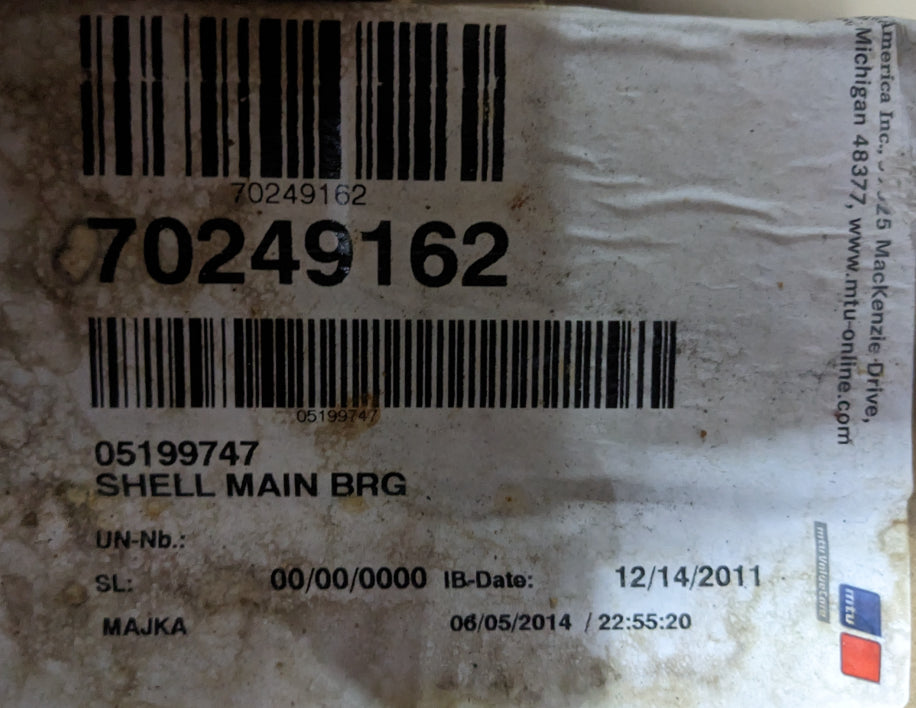 70249162
70249162
05199747
05199747
SHELL MAIN BRG
UN-Nb.:
SL: 00/00/0000 IB-Date: 12/14/2011
MAJKA 06/05/2014 / 22:55:20
America Inc., 25 MacKenzie Drive,
Michigan 48377, www.mtu-online.com
mtu